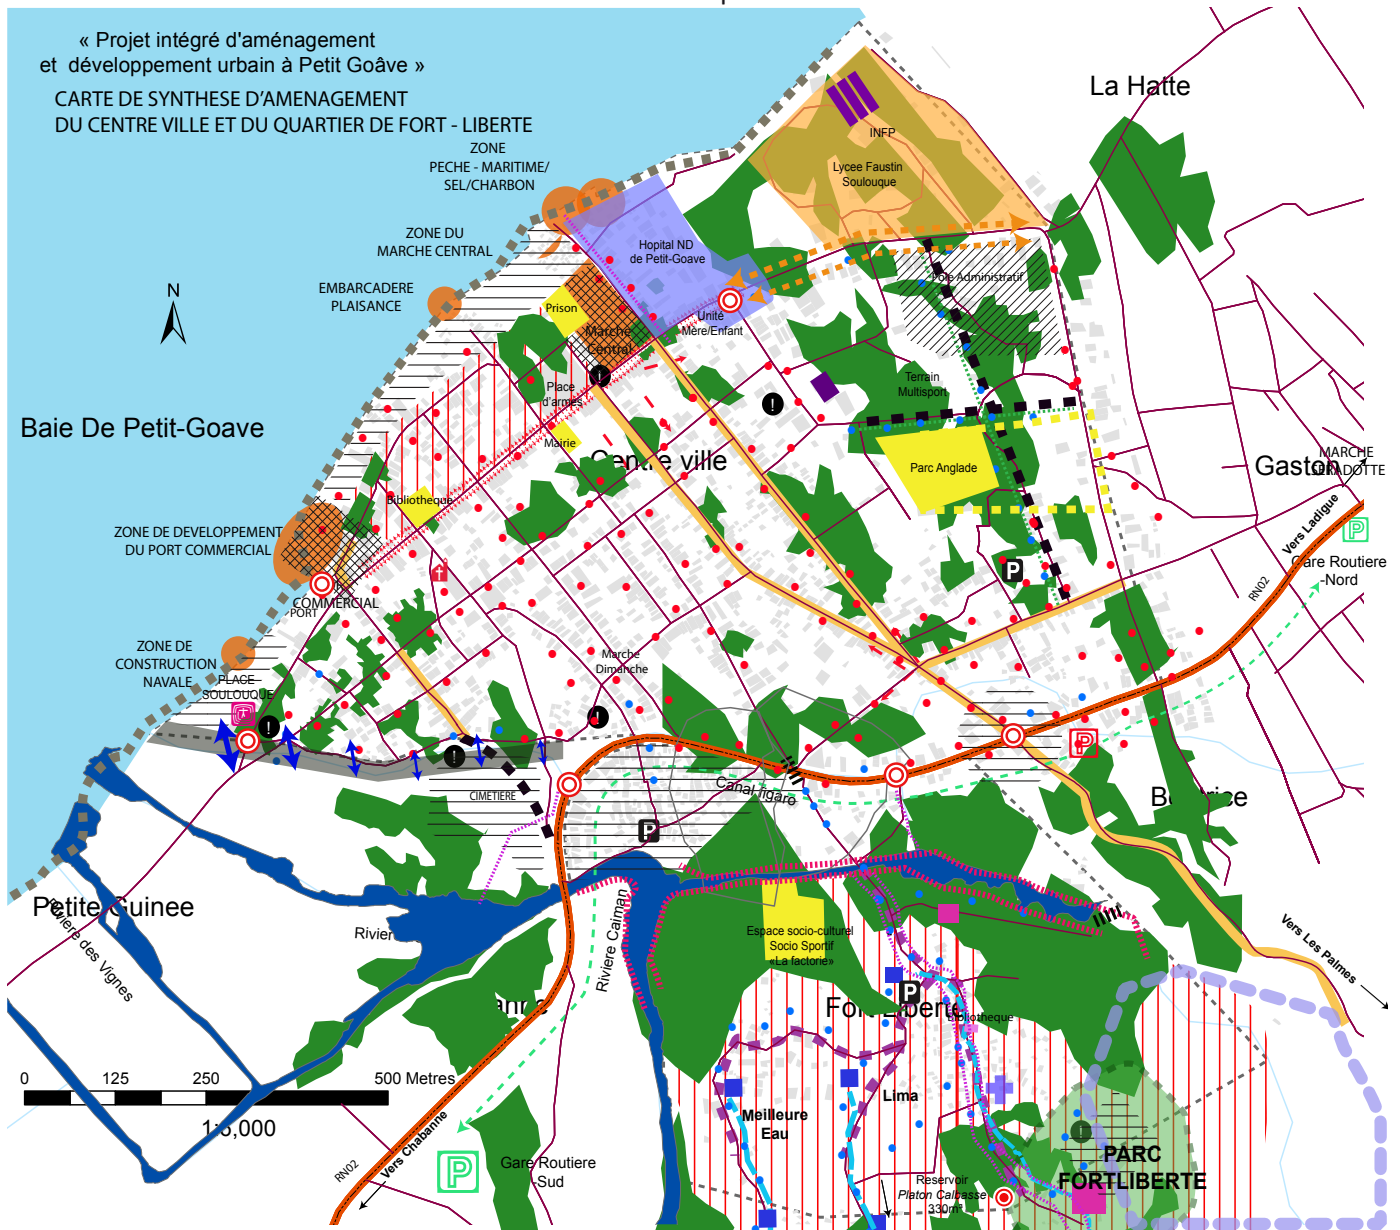 « Projet intégré d'aménagement
et développement urbain à Petit Goâve »
CARTE DE SYNTHESE D'AMENAGEMENT
DU CENTRE VILLE ET DU QUARTIER DE FORT - LIBERTE
La Hatte
ZONE
PECHE - MARITIME/
SEL/CHARBON
INFP
Lycee Faustin
Soulouque
ZONE DU
MARCHE CENTRAL
Hopital ND
de Petit-Goave
Pole Administratif
EMBARCADERE
PLAISANCE
N
Prison
Unité
Mère/Enfant
Marche
Central
Place
d'armes
Terrain
Multisport
Baie De Petit-Goave
Mairie
Centre ville
Parc Anglade
Gaston
MARCHE
Bibliotheque
ZONE DE DEVELOPPEMENT
DU PORT COMMERCIAL
Vers Ladigue
P
Gare Routiere
-Nord
RN02
P
PORT
COMMERCIAL
ZONE DE
CONSTRUCTION
NAVALE
PLACE
SOULOUQUE
Marche
Dimanche
P
Canal figaro
CIMETIERE
P
Petite Guinee
Riviere des Vignes
Rivier
Riviere Caiman
Espace socio-culturel
Socio Sportif
«La factorie»
Vers Les Palmes
P
Fort Liberte
Bibliotheque
0 125 250 500 Metres
Lima
Meilleure
Eau
Vers Chabanne
RN02
P
Gare Routiere
-Sud
PARC
FORTLIBERTE
Reservoir
Platon Calbasse